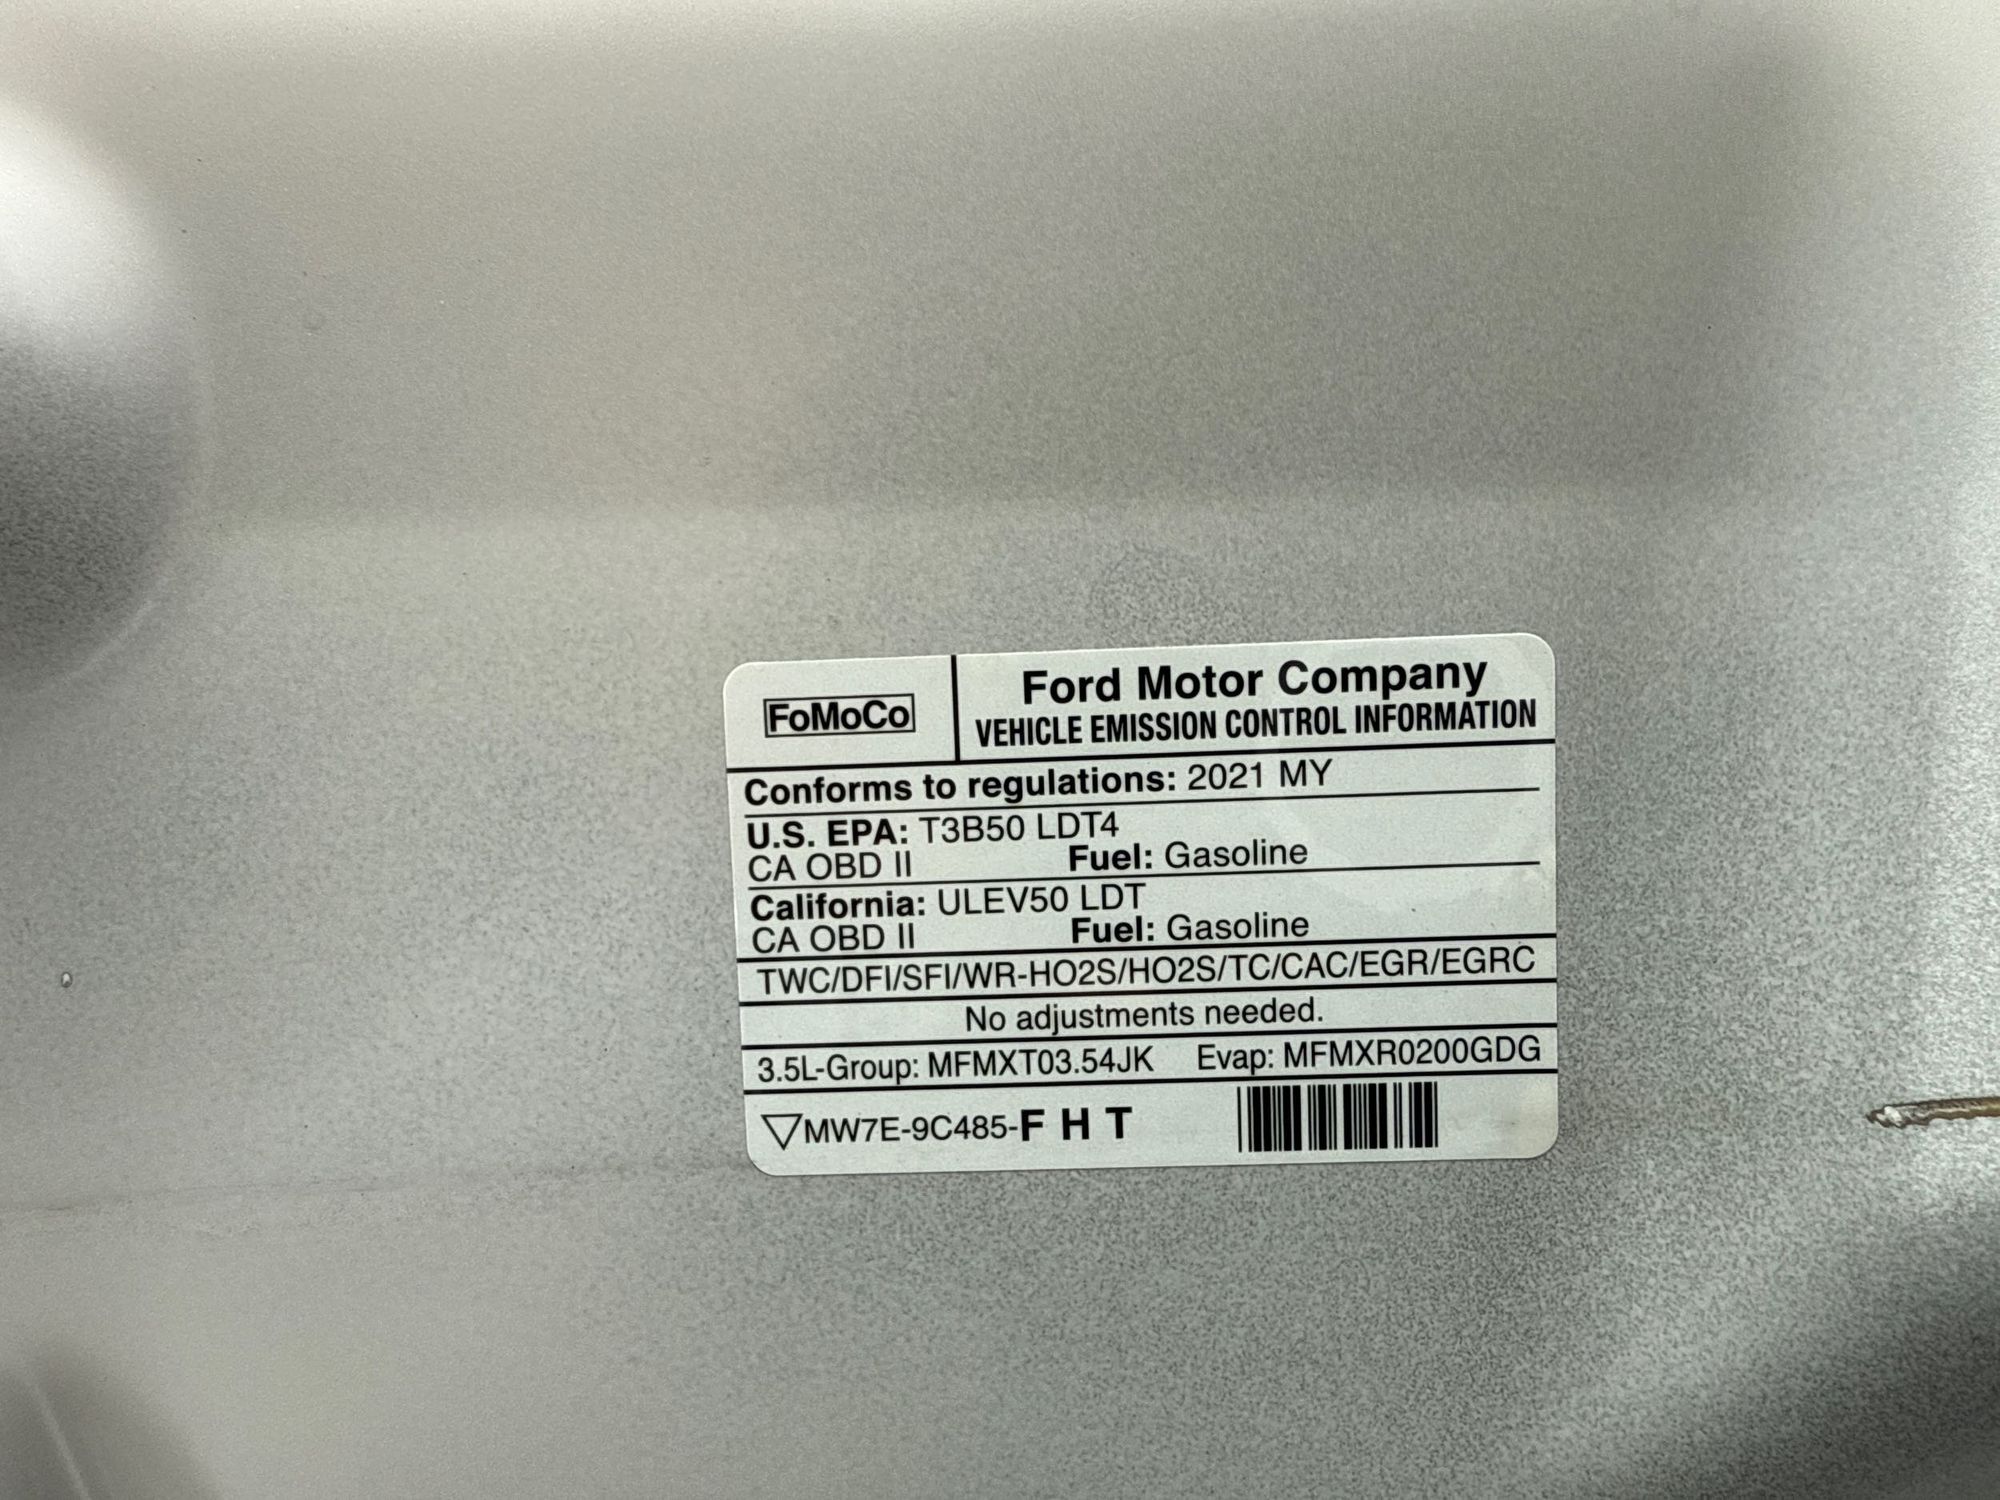 FoMoCo
Ford Motor Company
VEHICLE EMISSION CONTROL INFORMATION
Conforms to regulations: 2021 MY
U.S. EPA: T3B50 LDT4
CA OBD II Fuel: Gasoline
California: ULEV50 LDT
CA OBD II Fuel: Gasoline
TWC/DFI/SFI/WR-HO2S/HO2S/TC/CAC/EGR/EGRC
No adjustments needed.
3.5L-Group: MFMXT03.54JK Evap: MFMXR0200GDG
▽MW7E-9C485-F H T